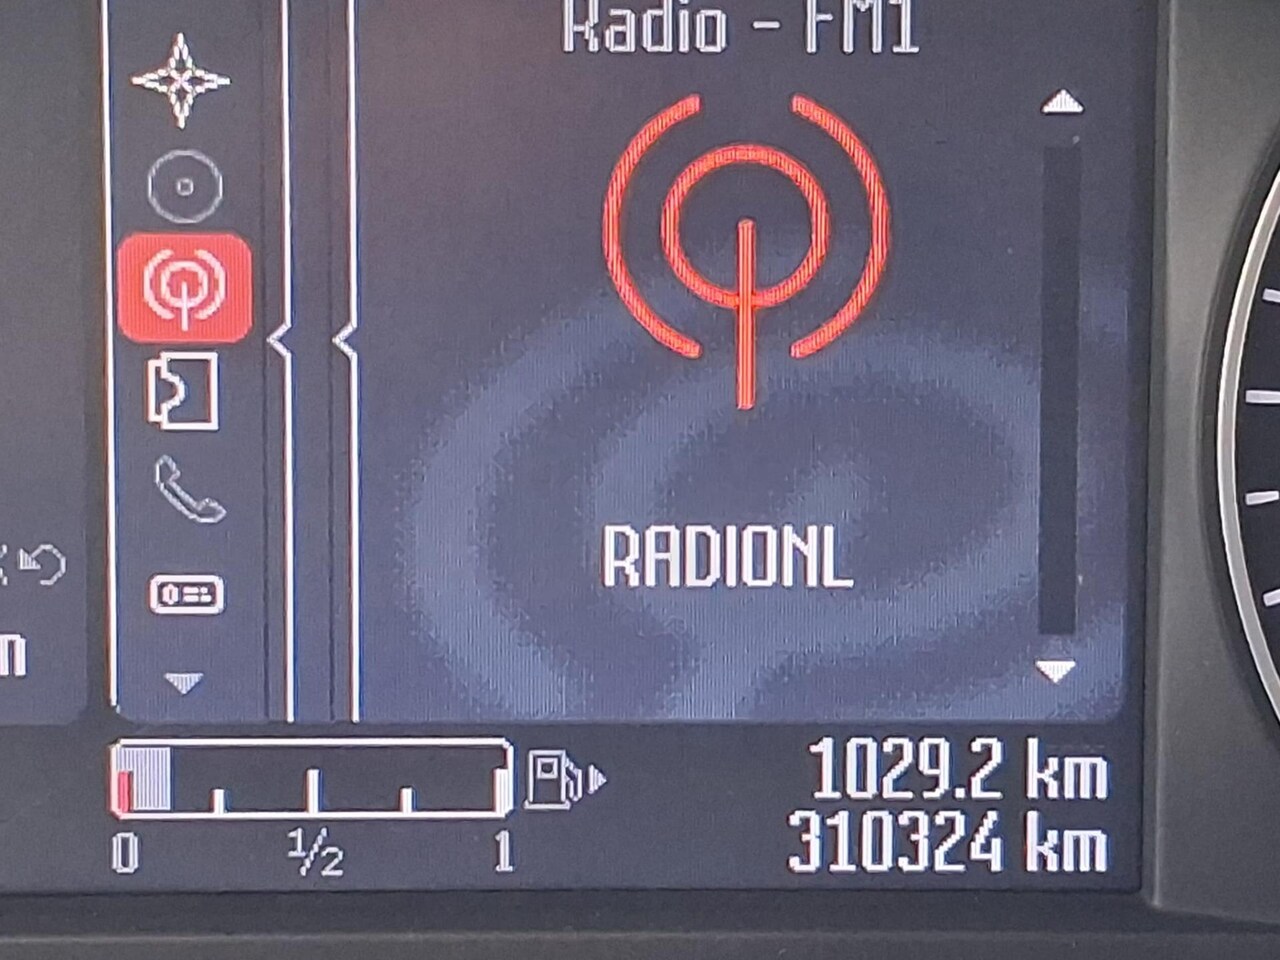 Radio - FM1
RADIONL
m
1029.2 km
310324 km
0 1/2 1